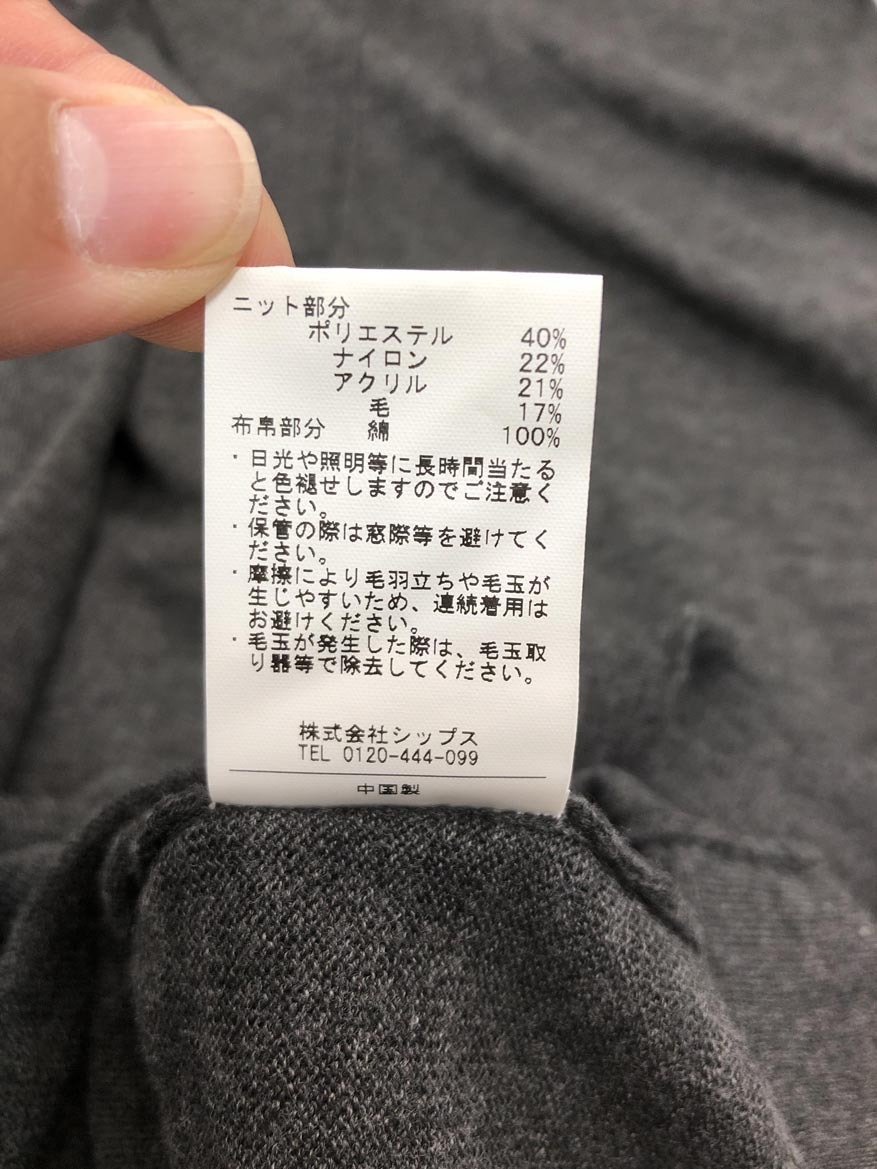 ニット部分
ポリエステル 40%
ナイロン 22%
アクリル 21%
毛 17%
布帛部分 綿 100%
・日光や照明等に長時間当たる
と色褪せしますのでご注意く
ださい。
・保管の際は窓際等を避けてく
ださい。
・摩擦により毛羽立ちや毛玉が
生じやすいため、連続着用は
お避けください。
・毛玉が発生した際は、毛玉取
り器等で除去してください。
株式会社シップス
TEL 0120-444-099
中国製